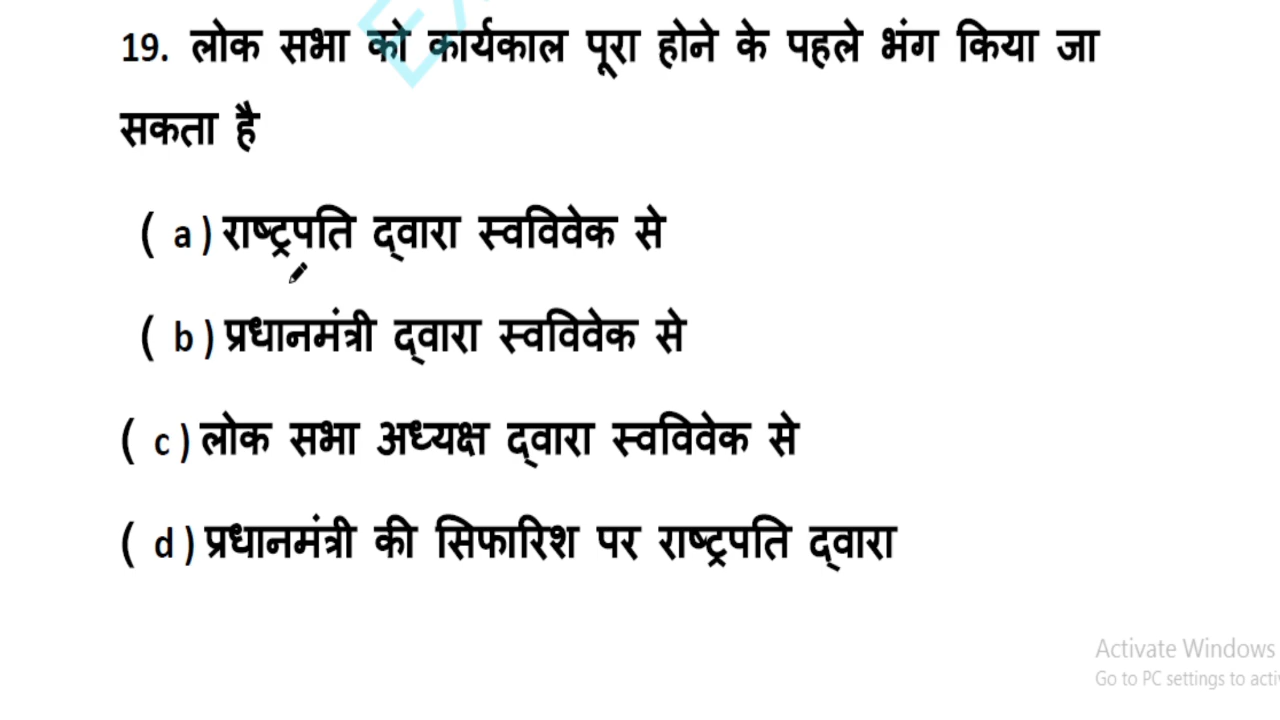 19. लोक सभा को कार्यकाल पूरा होने के पहले भंग किया जा
सकता है
( a ) राष्ट्रपति द्वारा स्वविवेक से
( b ) प्रधानमंत्री द्वारा स्वविवेक से
( c ) लोक सभा अध्यक्ष द्वारा स्वविवेक से
( d ) प्रधानमंत्री की सिफारिश पर राष्ट्रपति द्वारा
Activate Windows
Go to PC settings to